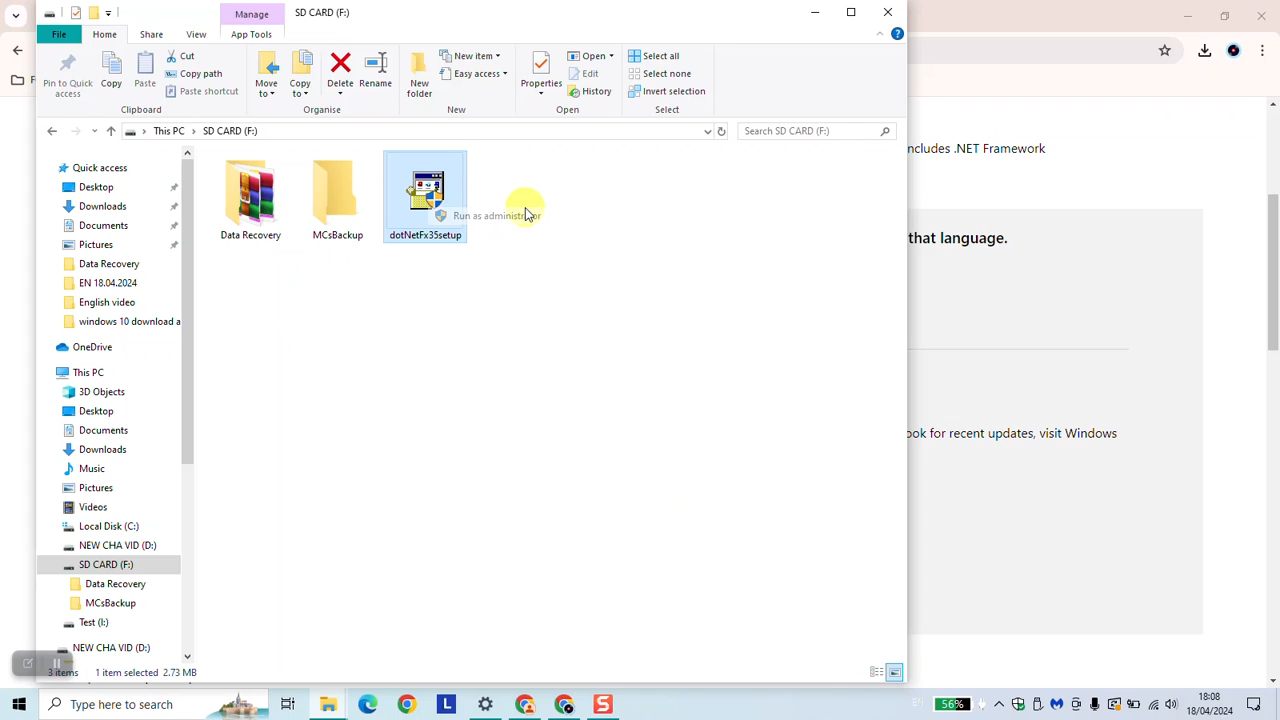 Manage
SD CARD (F:)
File
Home
Share
View
App Tools
Pin to Quick access
Copy
Paste
Cut
Copy path
Paste shortcut
Clipboard
Move to
Copy to
Delete
Rename
Organise
New folder
New item
Easy access
New
Properties
Open
Edit
History
Open
Select all
Select none
Invert selection
Select
This PC
SD CARD (F:)
Search SD CARD (F:)
Quick access
Desktop
Downloads
Documents
Pictures
Data Recovery
EN 18.04.2024
English video
windows 10 download a
OneDrive
This PC
3D Objects
Desktop
Documents
Downloads
Music
Pictures
Videos
Local Disk (C:)
NEW CHA VID (D:)
SD CARD (F:)
Data Recovery
MCsBackup
Test (I:)
NEW CHA VID (D:)
Data Recovery
MCsBackup
dotNetFx35setup
Run as administrator
3 items
1 item selected 2.73 MB
ncludes .NET Framework
that language.
ook for recent updates, visit Windows
Type here to search
56%
18:08
18/04/2024